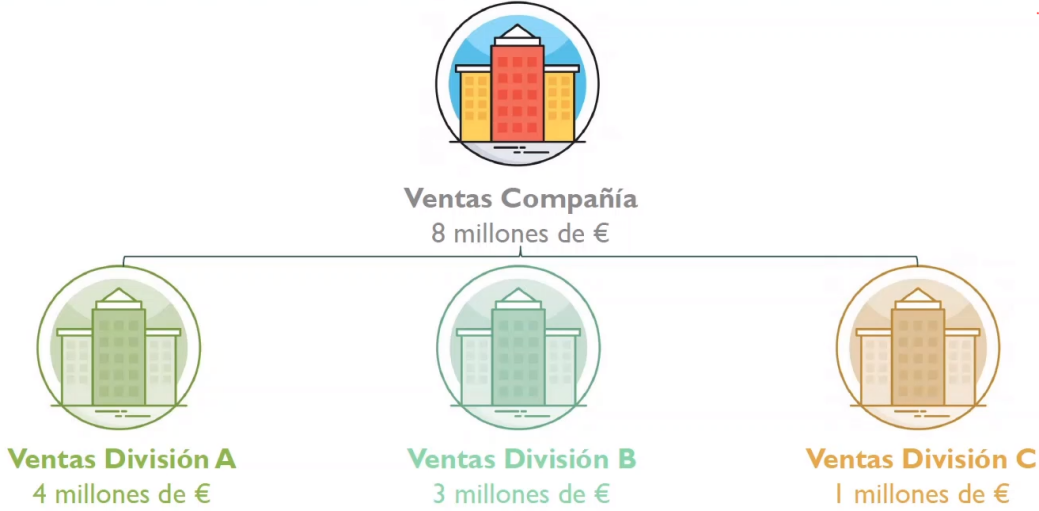 Ventas Compañía
8 millones de €
Ventas División A
4 millones de €
Ventas División B
3 millones de €
Ventas División C
1 millones de €